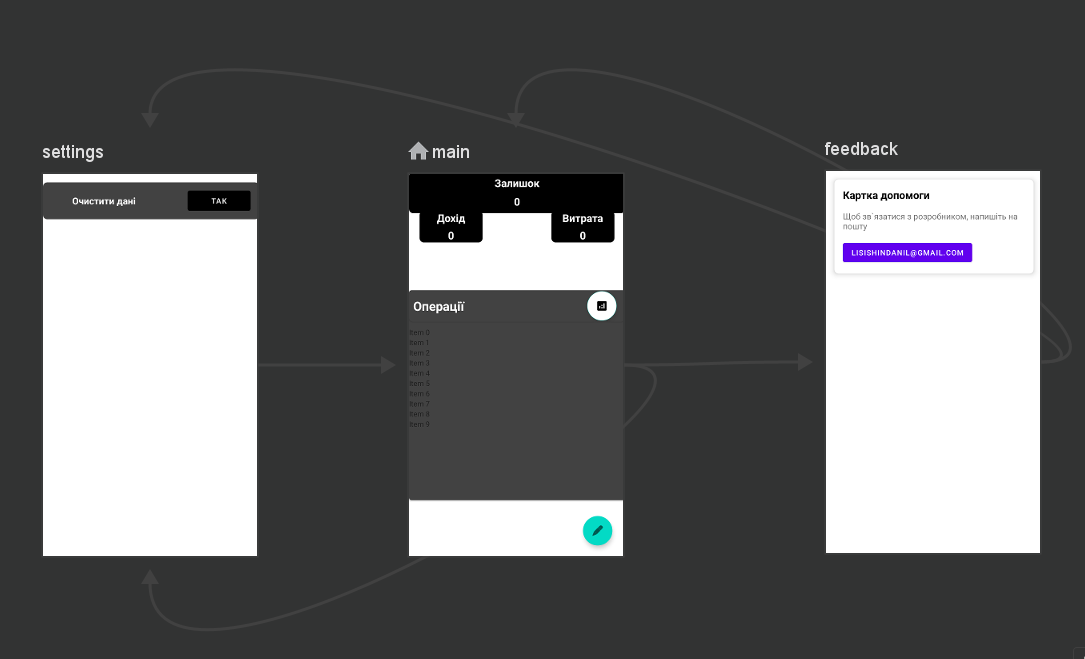 settings
Очистити дані
ТАК
main
Залишок
0
Дохід
0
Витрата
0
Операції
Item 0
Item 1
Item 2
Item 3
Item 4
Item 5
Item 6
Item 7
Item 8
Item 9
feedback
Картка допомоги
Щоб зв`язатися з розробником, напишіть на
пошту
LISISHINDANIL@GMAIL.COM